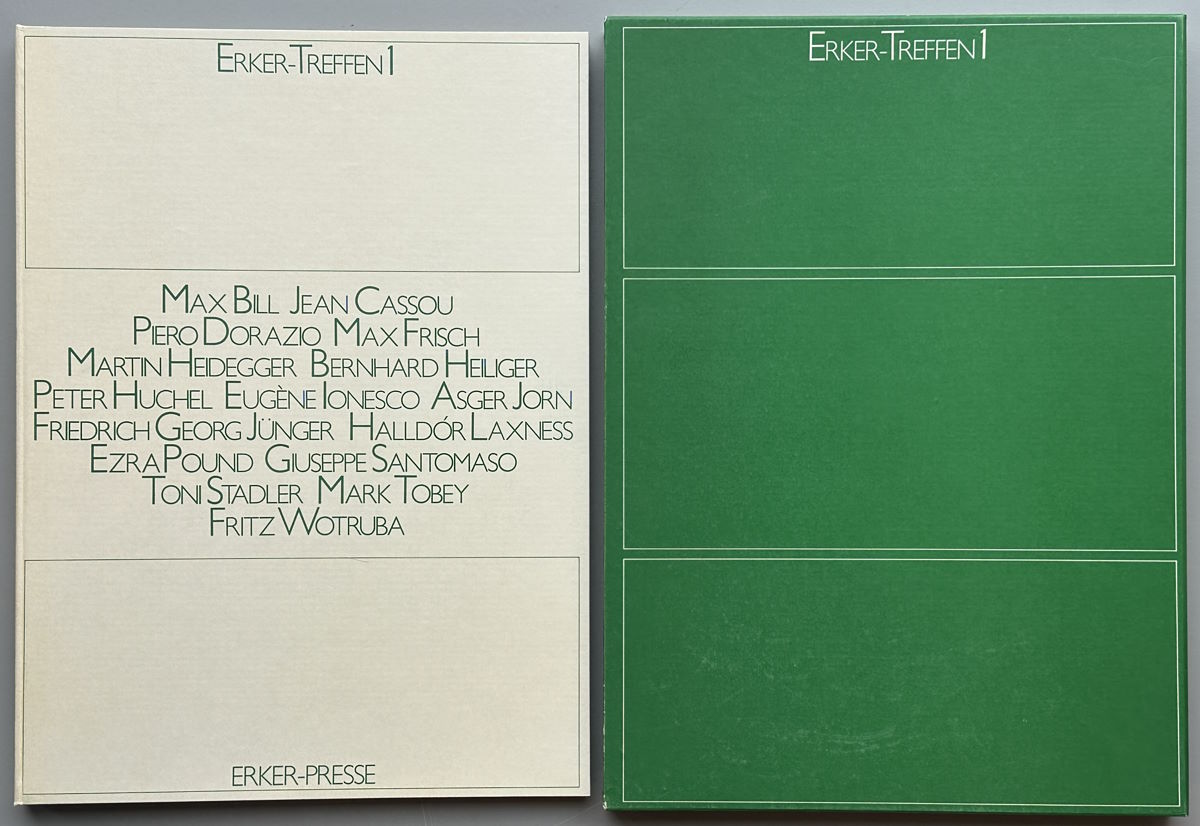 ERKER-TREFFEN 1
MAX BILL JEAN CASSOU
PIERO DORAZIO MAX FRISCH
MARTIN HEIDEGGER BERNHARD HEILIGER
PETER HUCHEL EUGÈNE IONESCO ASGER JORN
FRIEDRICH GEORG JÜNGER HALLDÓR LAXNESS
EZRA POUND GIUSEPPE SANTOMASO
TONI STADLER MARK TOBEY
FRITZ WOTRUBA
ERKER-PRESSE
ERKER-TREFFEN 1